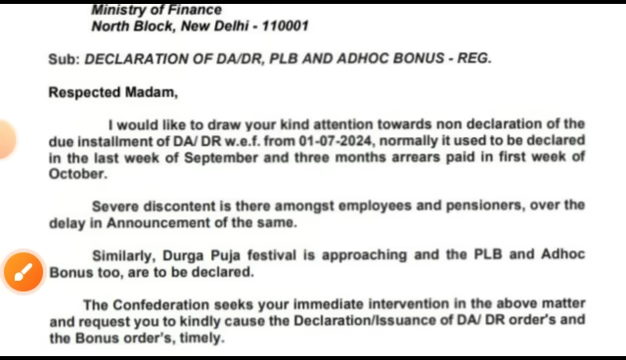 Ministry of Finance
North Block, New Delhi - 110001
Sub: DECLARATION OF DA/DR, PLB AND ADHOC BONUS - REG.
Respected Madam,
I would like to draw your kind attention towards non declaration of the
due installment of DA/ DR w.e.f. from 01-07-2024, normally it used to be declared
in the last week of September and three months arrears paid in first week of
October.
Severe discontent is there amongst employees and pensioners, over the
delay in Announcement of the same.
Similarly, Durga Puja festival is approaching and the PLB and Adhoc
Bonus too, are to be declared.
The Confederation seeks your immediate intervention in the above matter
and request you to kindly cause the Declaration/Issuance of DA/ DR order's and
the Bonus order's, timely.